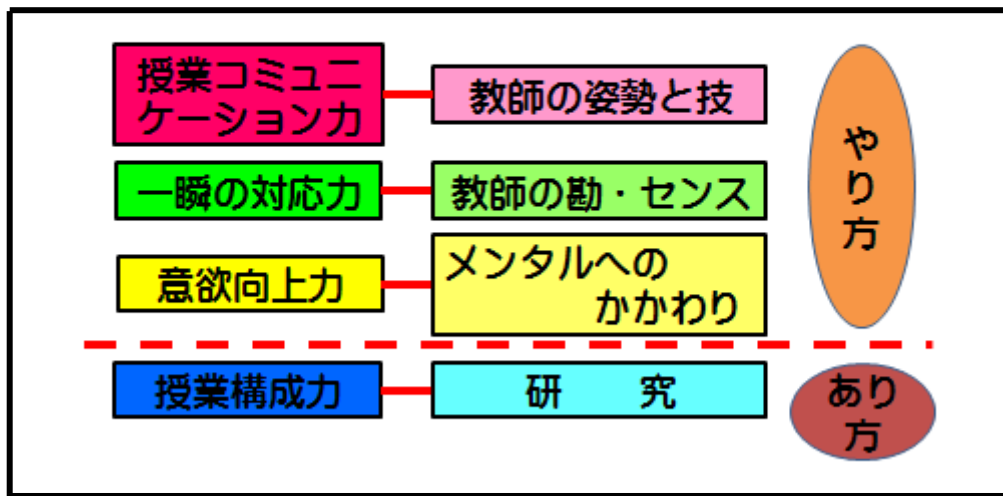 授業コミュニ
ケーション力
教師の姿勢と技
一瞬の対応力
教師の勘・センス
意欲向上力
メンタルへの
かかわり
やり方
授業構成力
研　究
あり
方